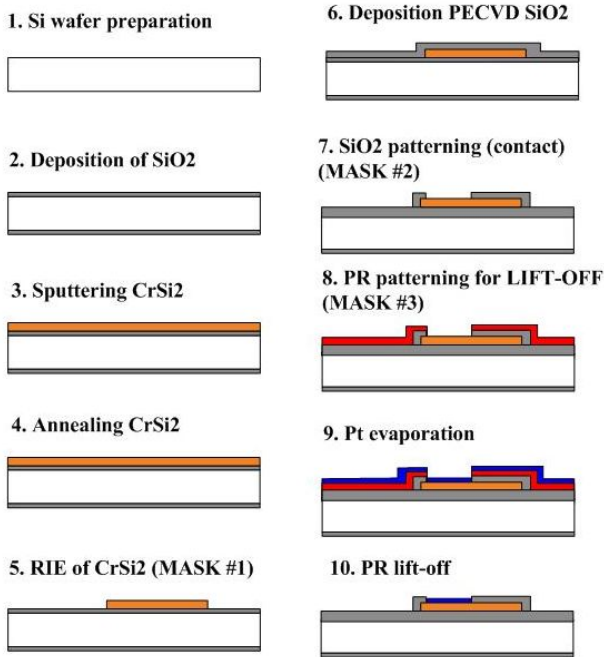 1. Si wafer preparation
2. Deposition of SiO2
3. Sputtering CrSi2
4. Annealing CrSi2
5. RIE of CrSi2 (MASK #1)
6. Deposition PECVD SiO2
7. SiO2 patterning (contact)
(MASK #2)
8. PR patterning for LIFT-OFF
(MASK #3)
9. Pt evaporation
10. PR lift-off